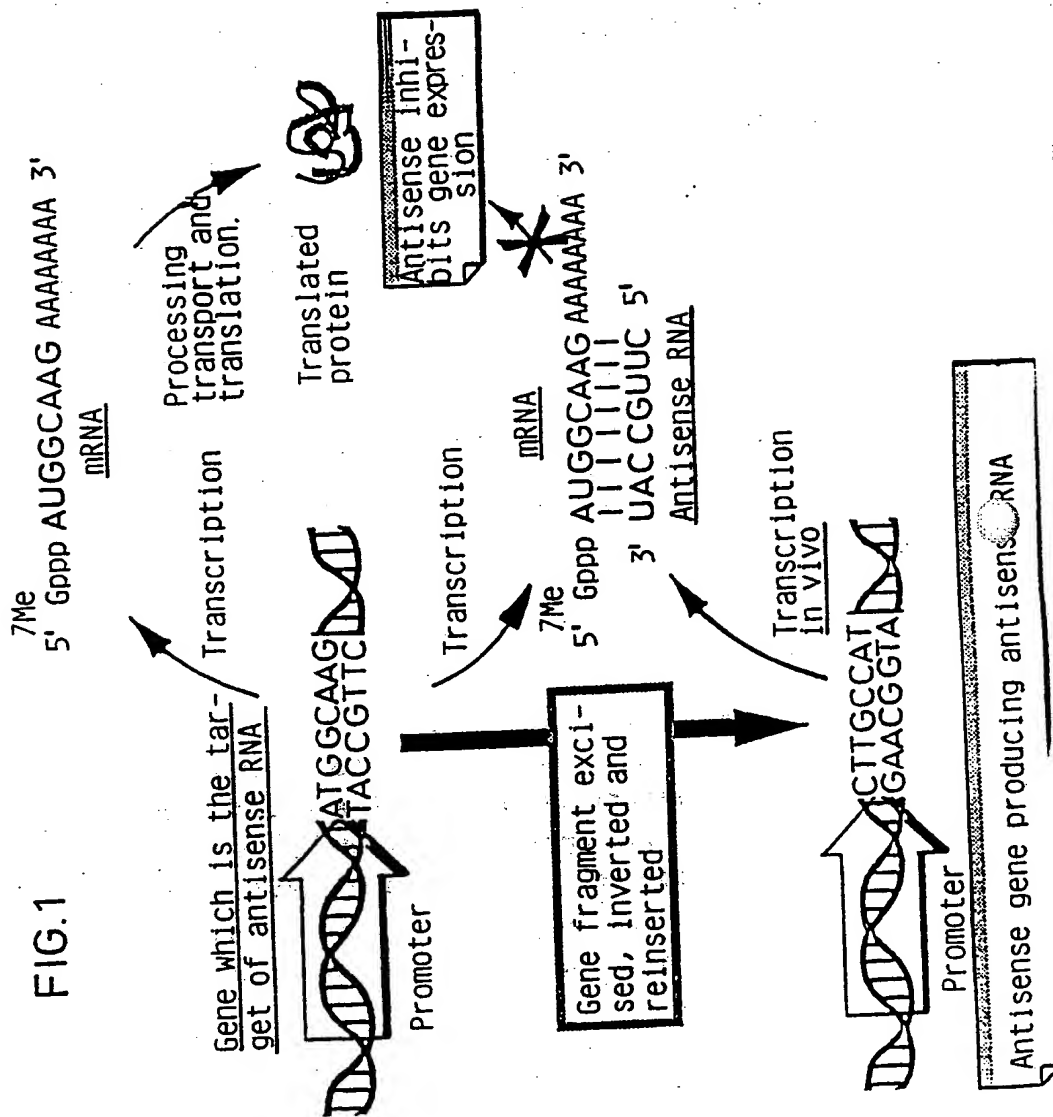 FIG.1
Gene which is the tar-
get of antisense RNA
ATGGCAAG
TACCGTTC
Promoter
Transcription
7Me
5' Gppp AUGGCAAG AAAAAAA 3'
mRNA
Processing
transport and
translation.
Translated
protein
Antisense inhi-
bits gene expres-
sion
Transcription
7Me
5' Gppp AUGGCAAG AAAAAAA 3'
mRNA
3' UACCGUUC 5'
Antisense RNA
Gene fragment exci-
sed, inverted and
reinserted
Transcription
in vivo
CTTGCCAT
GAACGGTA
Promoter
Antisense gene producing antisens RNA